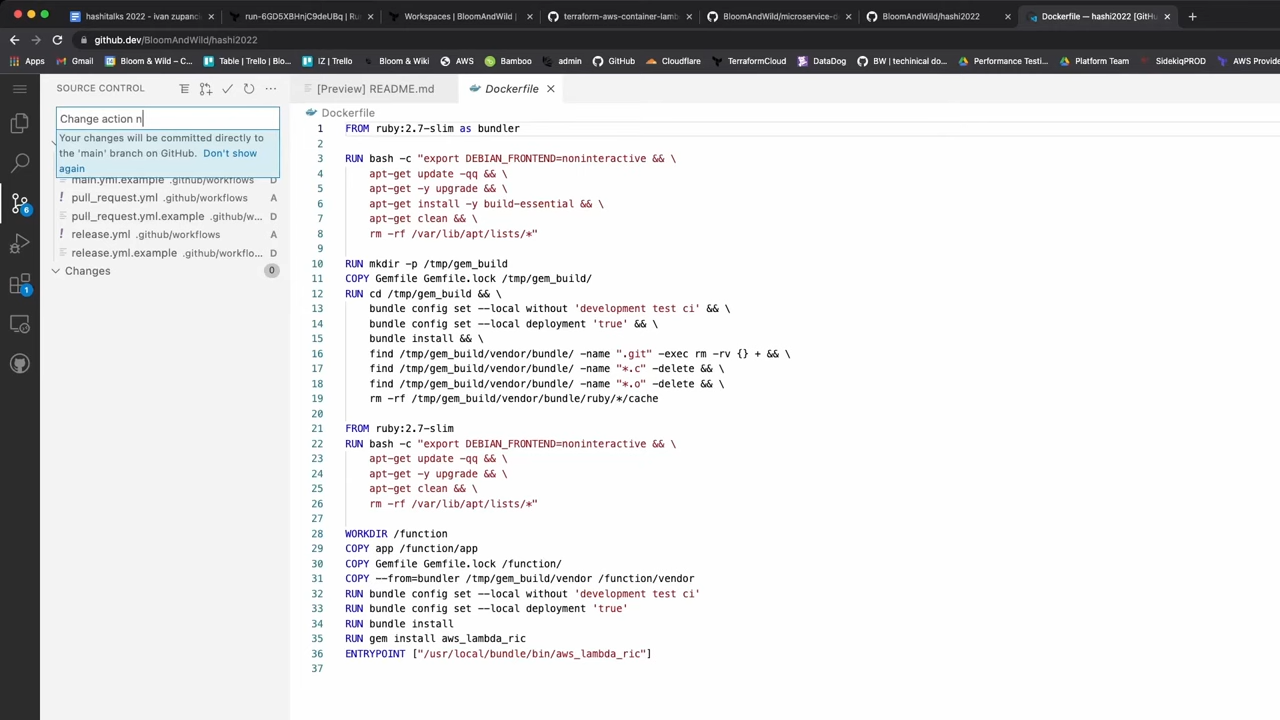 hashitalks - ivan zupancic
run-6GD5XBHnjC9deUBq | Run
Workspaces | BloomAndWild |
terraform-aws-container-lamb
BloomAndWild/microservice-d
BloomAndWild/hashi2022
Dockerfile — hashi2022 [GitH
github.dev/BloomAndWild/hashi2022
Apps
Gmail
Bloom & Wild – C...
Table | Trello | Blo...
IZ | Trello
Bloom & Wiki
AWS
Bamboo
admin
GitHub
Cloudflare
TerraformCloud
DataDog
BW | techinical do...
Performance Testi...
Platform Team
SidekiqPROD
AWS Provide
SOURCE CONTROL
Change action n
Your changes will be committed directly to
the 'main' branch on GitHub. Don't show
again
main.yml.example .github/workflows D
pull_request.yml .github/workflows A
pull_request.yml.example .github/w... D
release.yml .github/workflows A
release.yml.example .github/workflo... D
Changes 0
6
1
[Preview] README.md
Dockerfile
Dockerfile
1 FROM ruby:2.7-slim as bundler
2
3 RUN bash -c "export DEBIAN_FRONTEND=noninteractive && \
4 apt-get update -qq && \
5 apt-get -y upgrade && \
6 apt-get install -y build-essential && \
7 apt-get clean && \
8 rm -rf /var/lib/apt/lists/*"
9
10 RUN mkdir -p /tmp/gem_build
11 COPY Gemfile Gemfile.lock /tmp/gem_build/
12 RUN cd /tmp/gem_build && \
13 bundle config set --local without 'development test ci' && \
14 bundle config set --local deployment 'true' && \
15 bundle install && \
16 find /tmp/gem_build/vendor/bundle/ -name ".git" -exec rm -rv {} + && \
17 find /tmp/gem_build/vendor/bundle/ -name "*.c" -delete && \
18 find /tmp/gem_build/vendor/bundle/ -name "*.o" -delete && \
19 rm -rf /tmp/gem_build/vendor/bundle/ruby/*/cache
20
21 FROM ruby:2.7-slim
22 RUN bash -c "export DEBIAN_FRONTEND=noninteractive && \
23 apt-get update -qq && \
24 apt-get -y upgrade && \
25 apt-get clean && \
26 rm -rf /var/lib/apt/lists/*"
27
28 WORKDIR /function
29 COPY app /function/app
30 COPY Gemfile Gemfile.lock /function/
31 COPY --from=bundler /tmp/gem_build/vendor /function/vendor
32 RUN bundle config set --local without 'development test ci'
33 RUN bundle config set --local deployment 'true'
34 RUN bundle install
35 RUN gem install aws_lambda_ric
36 ENTRYPOINT ["/usr/local/bundle/bin/aws_lambda_ric"]
37